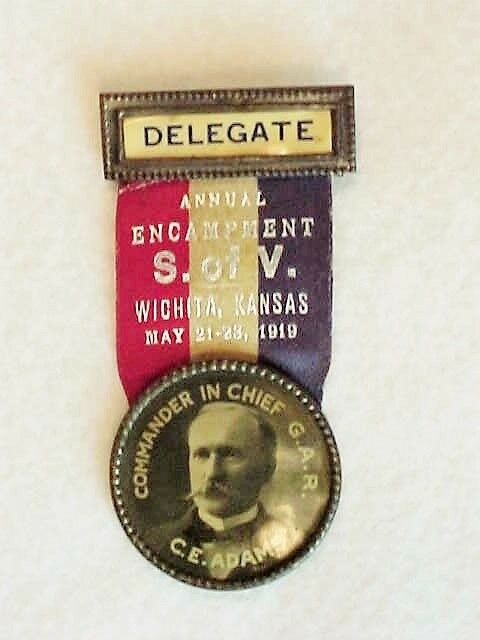 DELEGATE
ANNUAL
ENCAMPMENT
S. of V.
WICHITA, KANSAS
MAY 21-23, 1919
COMMANDER IN CHIEF G.A.R.
C.E. ADAMS